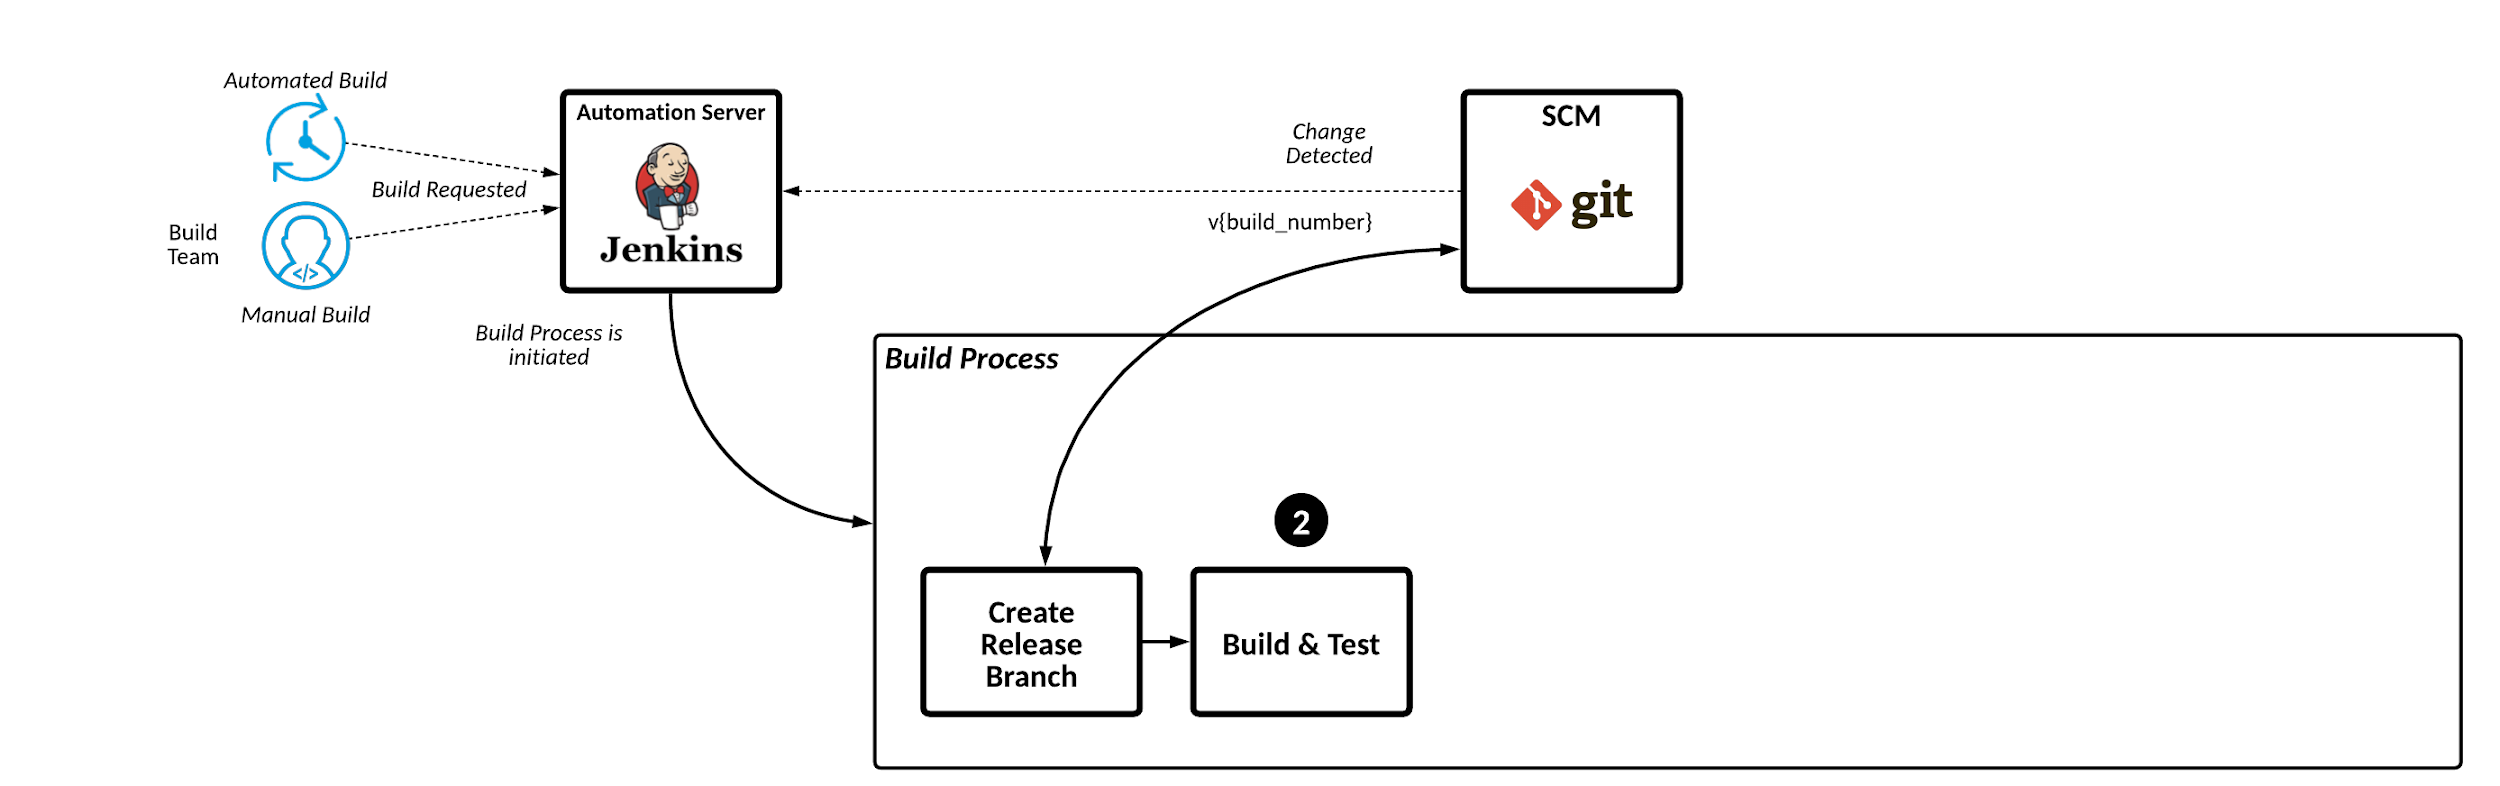 Automated Build
Build Requested
Build
Team
Manual Build
Automation Server
Jenkins
Build Process is
initiated
Change
Detected
v{build_number}
SCM
git
Build Process
Create
Release
Branch
2
Build & Test
</>